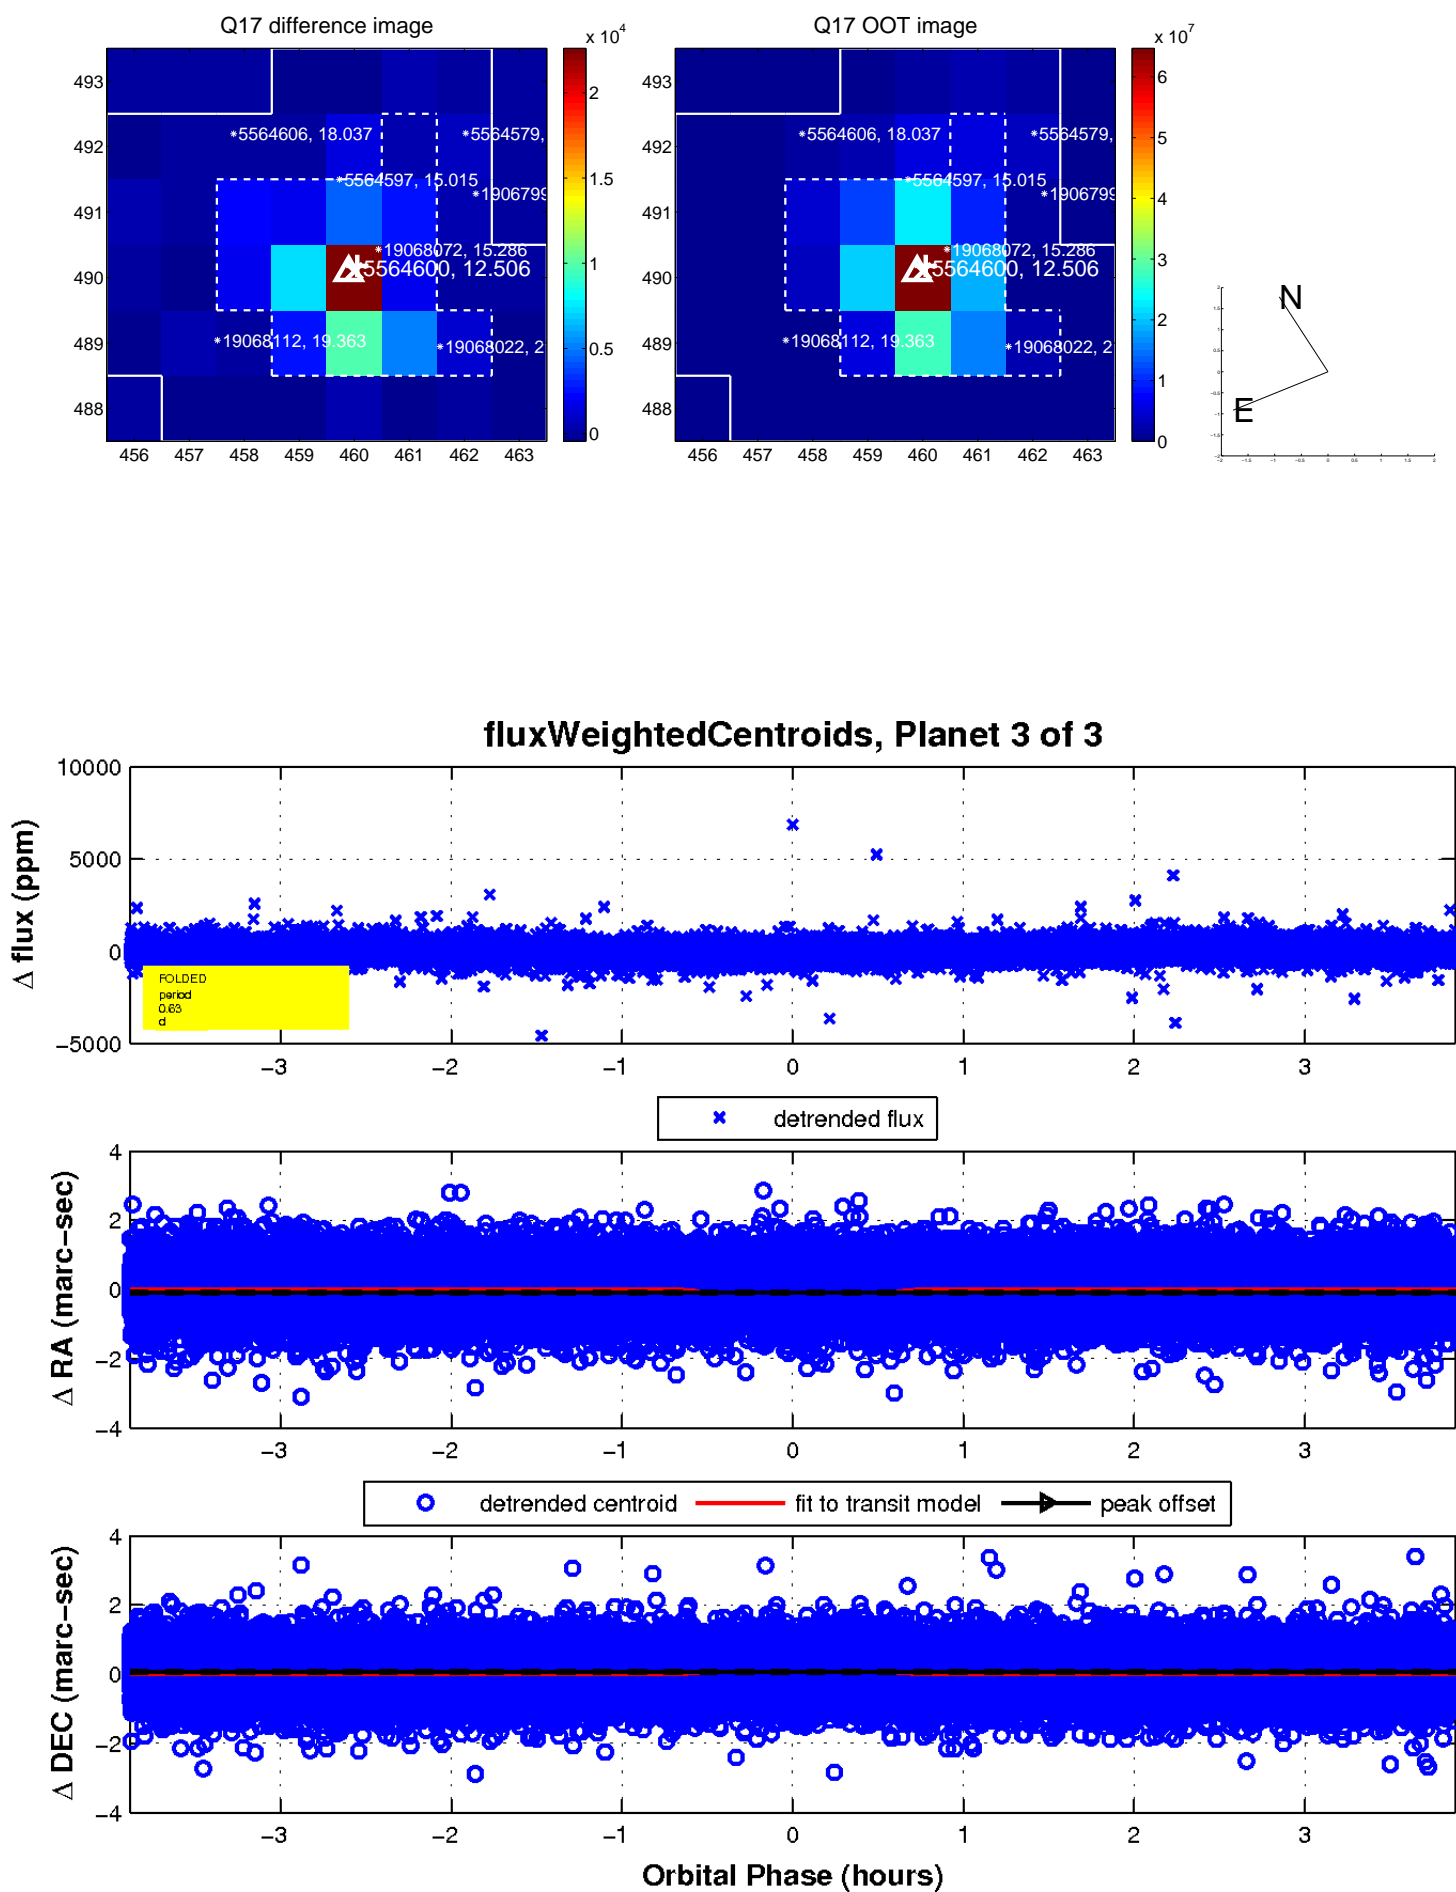 Q17 difference image
x 10^4
493
492
491
490
489
488
456 457 458 459 460 461 462 463
2
1.5
1
0.5
0
*5564606, 18.037
*5564579,
*5564597, 15.015
*1906799
*19068072, 15.286
5564600, 12.506
*19068112, 19.363
*19068022, 2
Q17 OOT image
x 10^7
493
492
491
490
489
488
456 457 458 459 460 461 462 463
6
5
4
3
2
1
0
*5564606, 18.037
*5564579,
*5564597, 15.015
*1906799
*19068072, 15.286
5564600, 12.506
*19068112, 19.363
*19068022, 2
N
E
fluxWeightedCentroids, Planet 3 of 3
Δ flux (ppm)
10000
5000
0
−5000
FOLDED
period
0.63
d
−3 −2 −1 0 1 2 3
detrended flux
Δ RA (marc−sec)
4
2
0
−2
−4
−3 −2 −1 0 1 2 3
detrended centroid fit to transit model peak offset
Δ DEC (marc−sec)
4
2
0
−2
−4
−3 −2 −1 0 1 2 3
Orbital Phase (hours)